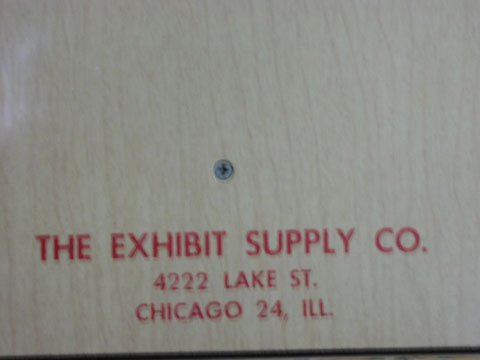 THE EXHIBIT SUPPLY CO.
4222 LAKE ST.
CHICAGO 24, ILL.